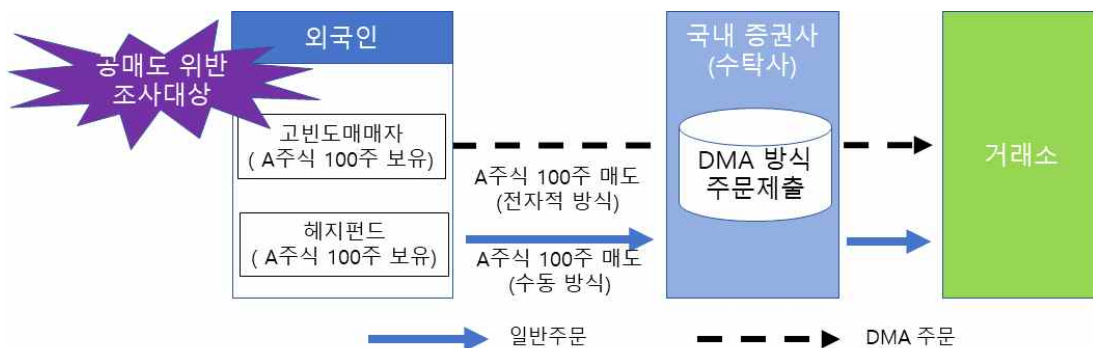 공매도 위반
조사대상
외국인
고빈도매매자
( A주식 100주 보유)
헤지펀드
( A주식 100주 보유)
A주식 100주 매도
(전자적 방식)
A주식 100주 매도
(수동 방식)
국내 증권사
(수탁사)
DMA 방식
주문제출
거래소
일반주문
DMA 주문